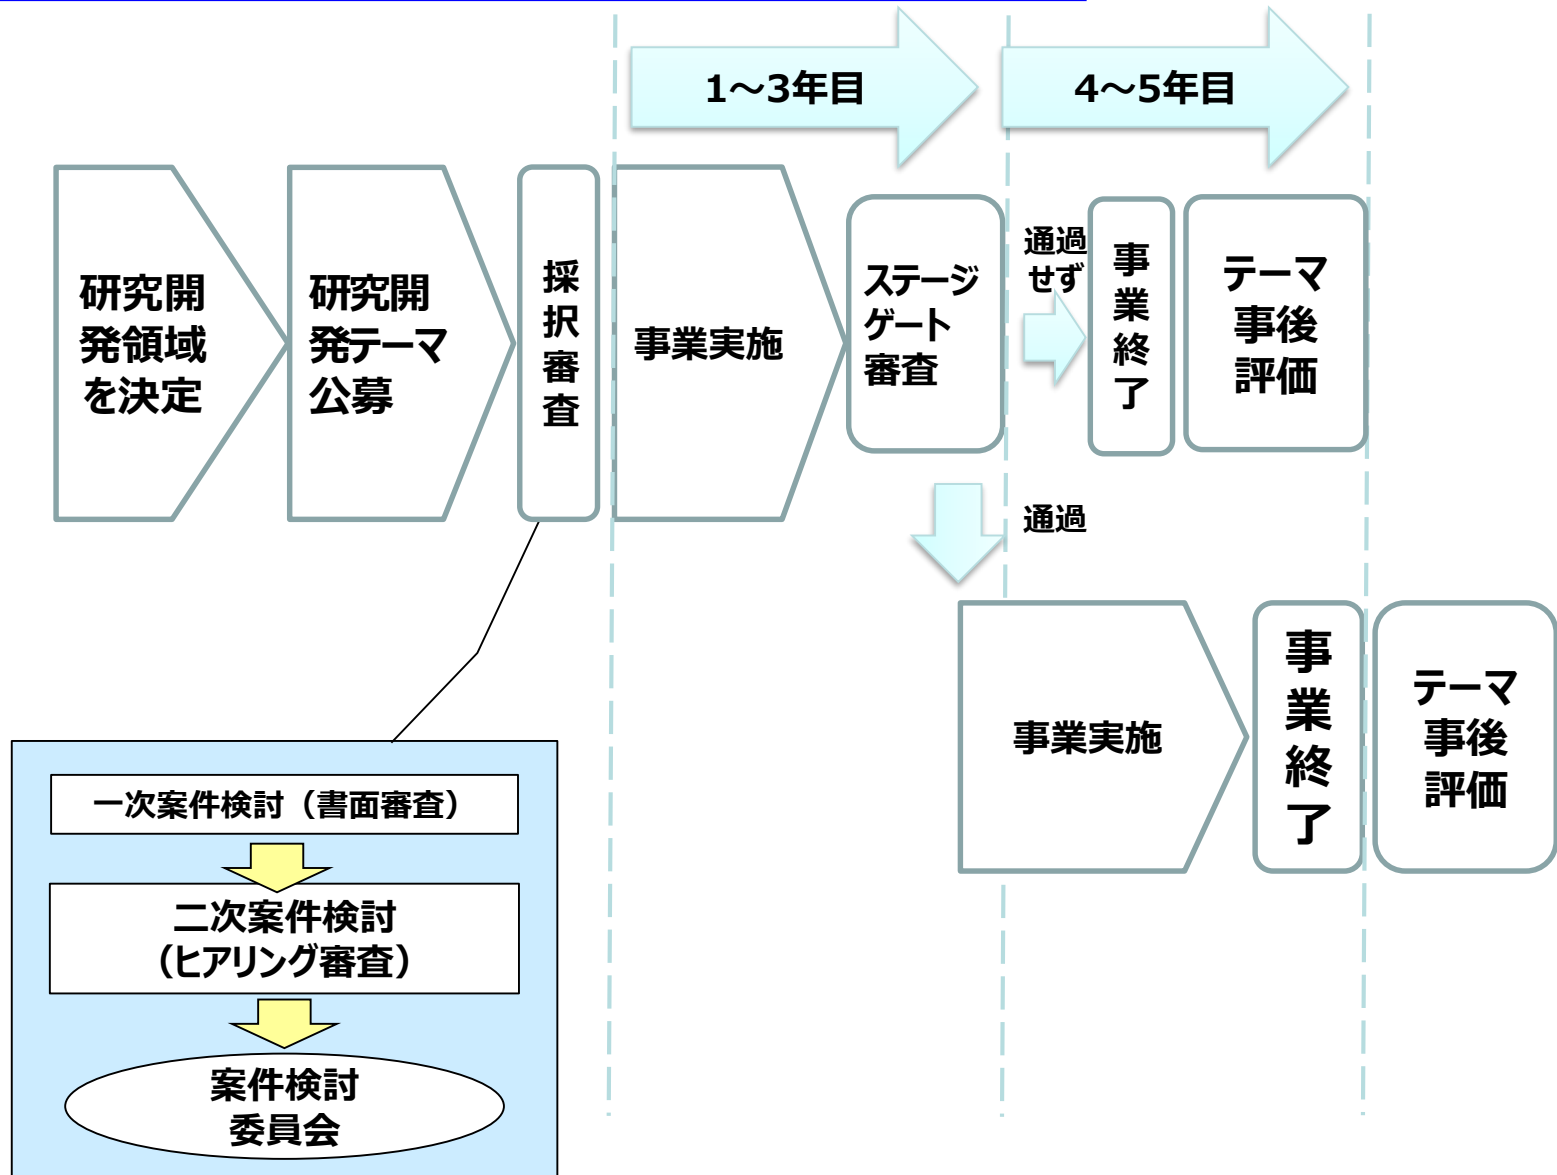 1～3年目
4～5年目
研究開
発領域
を決定
研究開
発テーマ
公募
採
択
審
査
事業実施
ステージ
ゲート
審査
通過
せず
事
業
終
了
テーマ
事後
評価
通過
事業実施
事
業
終
了
テーマ
事後
評価
一次案件検討（書面審査）
二次案件検討
（ヒアリング審査）
案件検討
委員会